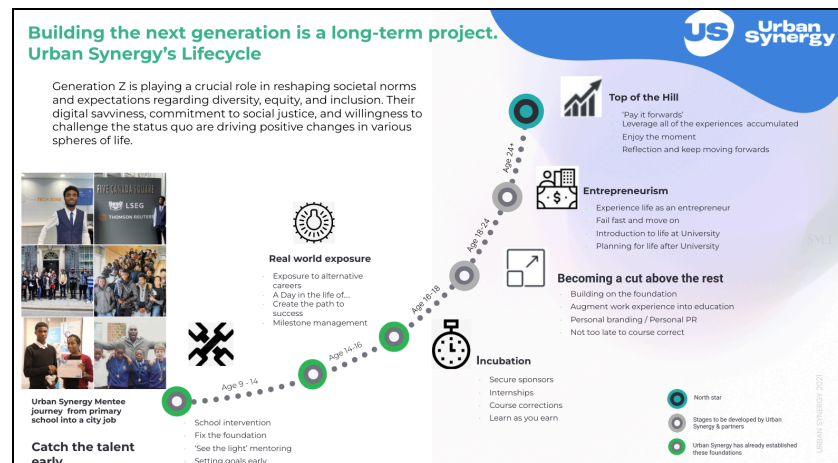 Building the next generation is a long-term project.
Urban Synergy's Lifecycle
US Urban
Synergy
Generation Z is playing a crucial role in reshaping societal norms
and expectations regarding diversity, equity, and inclusion. Their
digital savviness, commitment to social justice, and willingness to
challenge the status quo are driving positive changes in various
spheres of life.
FIVE CANADA SQUARE
LSEG
THOMSON REUTERS
Urban Synergy Mentee
journey from primary
school into a city job
Catch the talent
early
Age 9 - 14
School intervention
Fix the foundation
'See the light' mentoring
Setting goals early
Real world exposure
Exposure to alternative
careers
A Day in the life of...
Create the path to
success
Milestone management
Age 14-16
Age 16-18
Incubation
Secure sponsors
Internships
Course corrections
Learn as you earn
Becoming a cut above the rest
Building on the foundation
Augment work experience into education
Personal branding / Personal PR
Not too late to course correct
Age 18-24
Entrepreneurism
Experience life as an entrepreneur
Fail fast and move on
Introduction to life at University
Planning for life after University
Age 24+
Top of the Hill
'Pay it forwards'
Leverage all of the experiences accumulated
Enjoy the moment
Reflection and keep moving forwards
North star
Stages to be developed by Urban
Synergy & partners
Urban Synergy has already established
these foundations
URBAN SYNERGY 2021